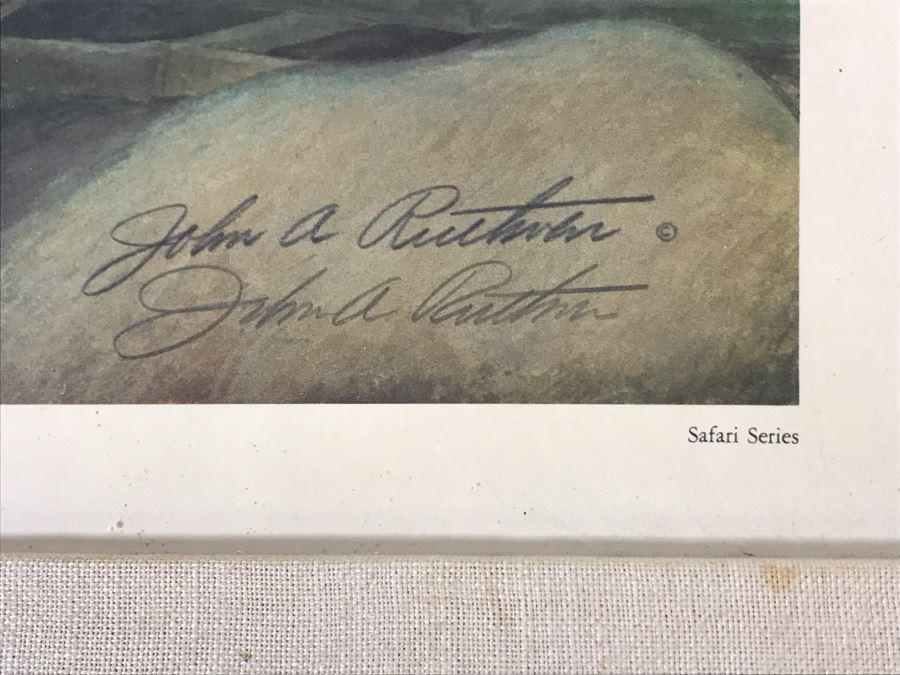 John A Ruthven ©
John A Ruthven
Safari Series